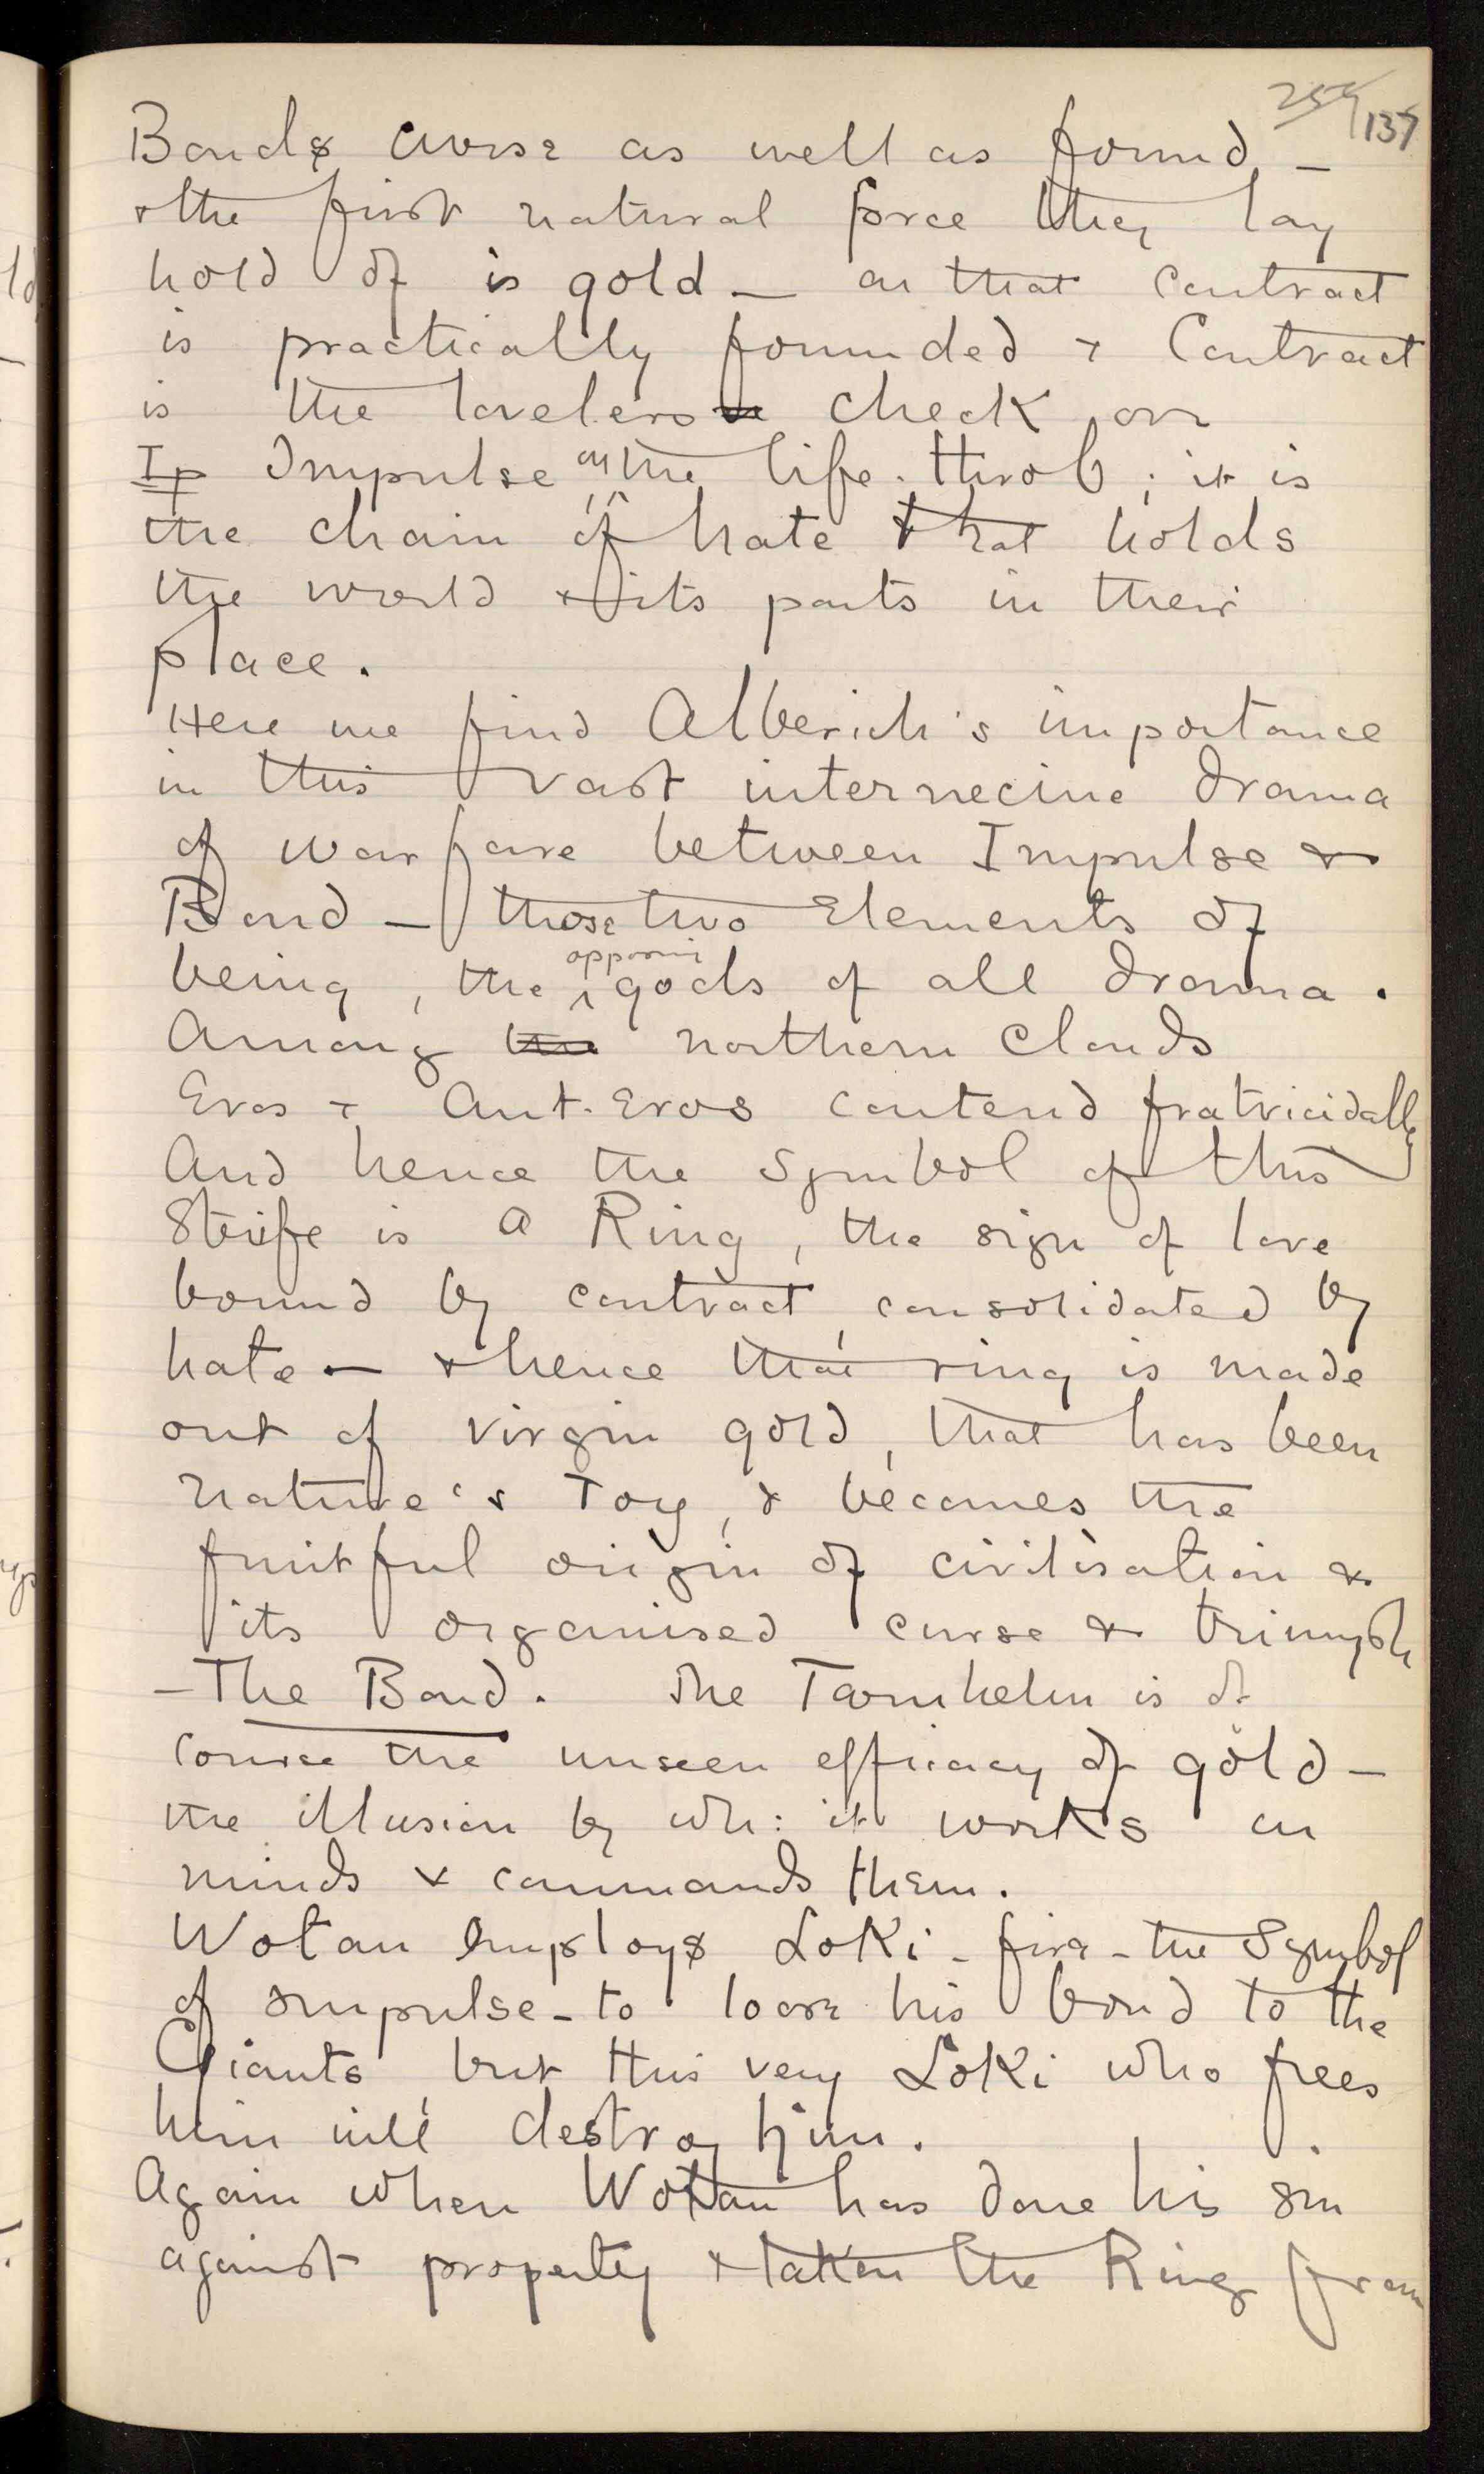 259/137
Bonds curse as well as found –
& the first natural force they lay
hold of is gold – on that contract
is practically founded & Contract
is the loveless check on
Ip Impulse on the life-throb; it is
the chain of hate that holds
the world & its parts in their
place.
Here we find Alberich's importance
in this vast internecine drama
of warfare between Impulse &
Bond – those two Elements of
being, the opposing gods of all drama.
Among the northern clouds
Eros & Ant-Eros contend fratricidally
And hence the Symbol of this
Strife is a Ring, the sign of love
bound by contract, consolidated by
hate – & hence that ring is made
out of virgin gold, that has been
nature's Toy, & becomes the
fruitful origin of civilisation &
its organised curse & triumph
– The Bond. The Tarnhelm is of
course the unseen efficacy of gold –
the illusion by wh: it works on
minds & commands them.
Wotan employs Loki – fire – the Symbol
of impulse – to loose his bond to the
Giants, but this very Loki who frees
him will destroy him.
Again when Wotan has done his sin
against property & taken the Ring from